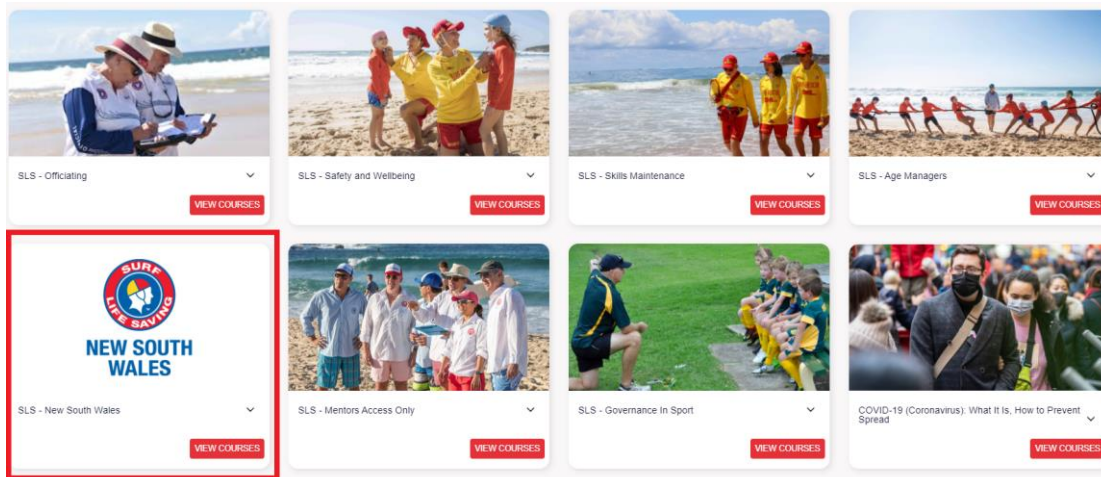 SLS - Officiating
VIEW COURSES
SLS - Safety and Wellbeing
VIEW COURSES
SLS - Skills Maintenance
VIEW COURSES
SLS - Age Managers
VIEW COURSES
SURF
LIFE SAVING
NEW SOUTH
WALES
SLS - New South Wales
VIEW COURSES
SLS - Mentors Access Only
VIEW COURSES
SLS - Governance In Sport
VIEW COURSES
COVID-19 (Coronavirus): What It Is, How to Prevent
Spread
VIEW COURSES